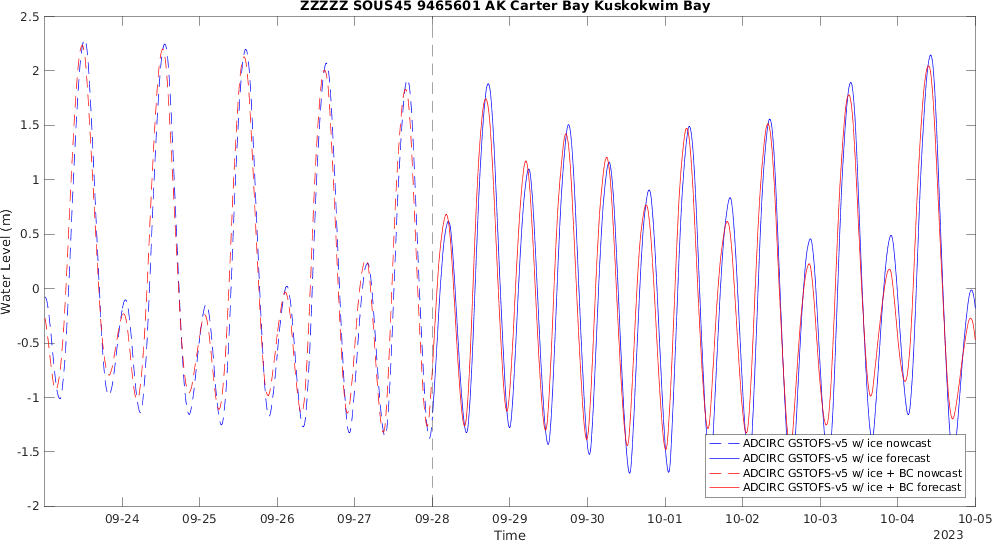 ZZZZZ SOUS45 9465601 AK Carter Bay Kuskokwim Bay
Water Level (m)
2.5
2
1.5
1
0.5
0
-0.5
-1
-1.5
-2
ADCIRC GSTOFS-v5 w/ ice nowcast
ADCIRC GSTOFS-v5 w/ ice forecast
ADCIRC GSTOFS-v5 w/ ice + BC nowcast
ADCIRC GSTOFS-v5 w/ ice + BC forecast
09-24 09-25 09-26 09-27 09-28 09-29 09-30 10-01 10-02 10-03 10-04 10-05
Time
2023